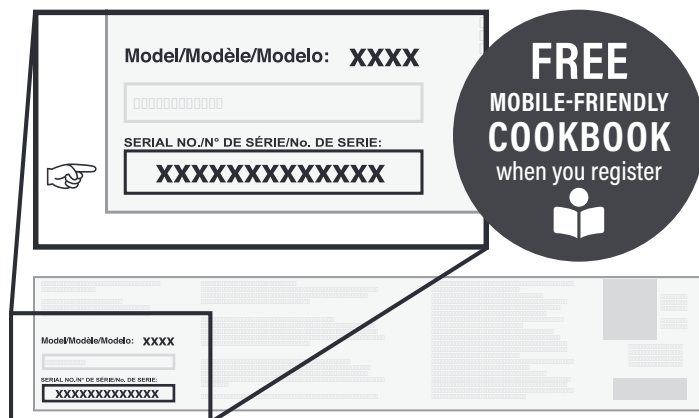 Model/Modèle/Modelo: XXXX
SERIAL NO./N° DE SÉRIE/No. DE SERIE:
XXXXXXXXXXXXX
FREE
MOBILE-FRIENDLY
COOKBOOK
when you register
Model/Modèle/Modelo: XXXX
SERIAL NO./N° DE SÉRIE/No. DE SERIE:
XXXXXXXXXXXXX